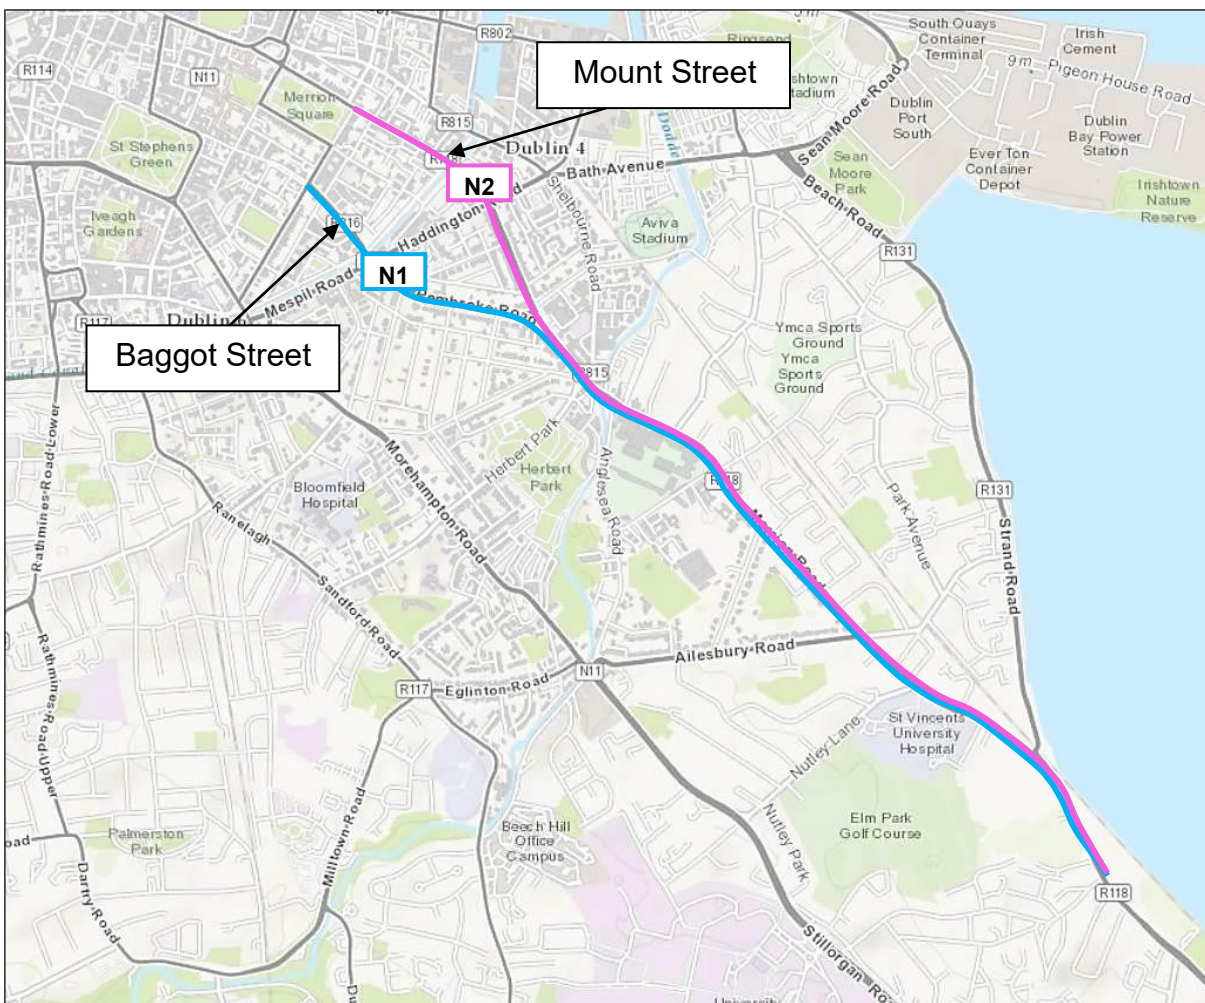 R802
5 m
South Quays
Container
Terminal
Irish
Cement
R114
N11
Mount Street
Ringsend
9 m
Pigeon House Road
Merrion
Square
R815
Dublin
Port
South
Dublin
Bay Power
Station
St Stephens
Green
Dublin 4
Dodder
Sean Moore Road
Bath Avenue
Ever Ton
Container
Depot
Sean
Moore
Park
Irishtown
Nature
Reserve
N2
Shelbourne Road
Beach Road
Iveagh
Gardens
Haddington Road
Aviva
Stadium
R131
N1
Mespil Road
Pembroke Road
R117
Ymca Sports
Ground
Ymca
Sports
Ground
Baggot Street
R815
Rathmines Road Lower
Morehampton Road
Herbert Park
Herbert
Park
Anglesea Road
R118
Bloomfield
Hospital
Park Avenue
R131
Ranelagh
Merrion Road
Strand Road
Sandford Road
Rathmines Road Upper
Ailesbury Road
N11
R117
Eglinton Road
St Vincents
University
Hospital
Nutley Lane
Elm Park
Golf Course
Nutley Park
Palmerston
Park
Beech Hill
Office
Campus
Milltown Road
Dartry Road
R118
Stillorgan
University